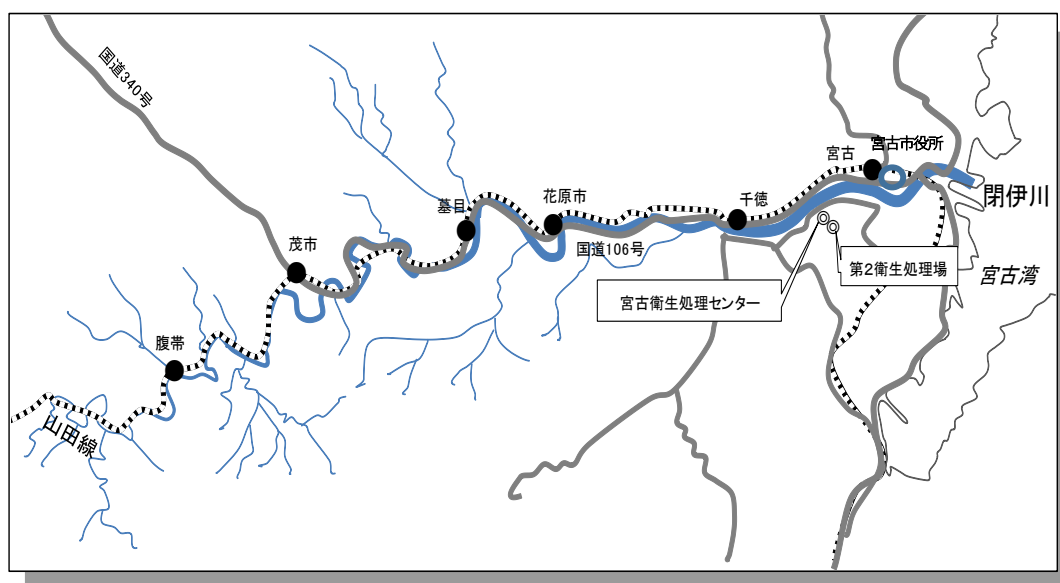 国道340号
宮古市役所
宮古
閉伊川
花原市
千徳
蟇目
国道106号
茂市
第2衛生処理場
宮古湾
宮古衛生処理センター
腹帯
山田線